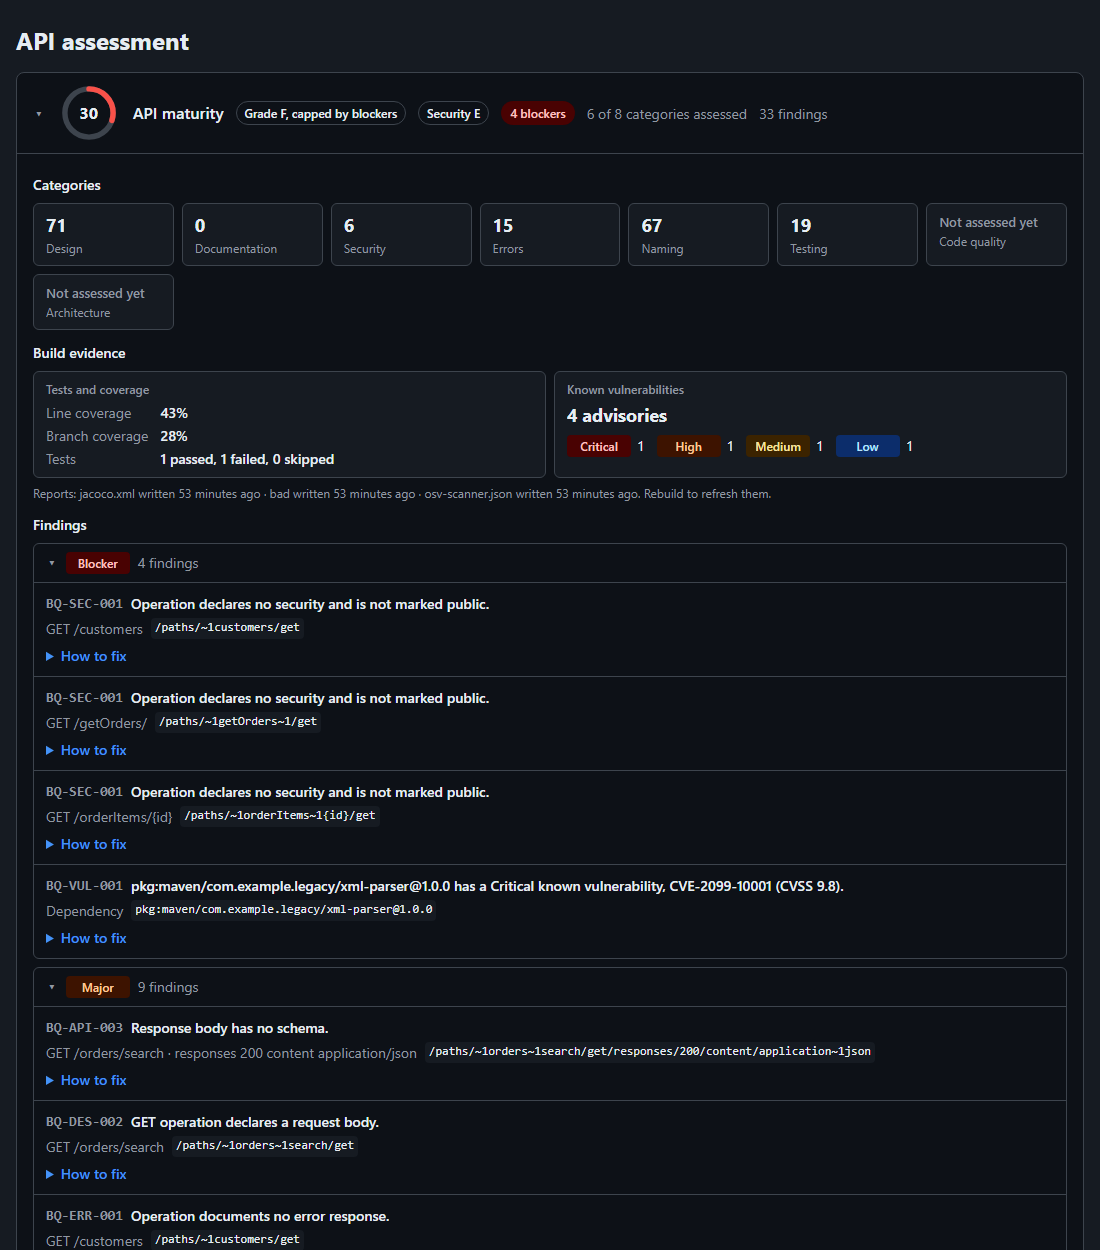 API assessment
▾ 30 API maturity Grade F, capped by blockers Security E 4 blockers 6 of 8 categories assessed 33 findings
Categories
71 0 6 15 67 19 Not assessed yet
Design Documentation Security Errors Naming Testing Code quality
Not assessed yet
Architecture
Build evidence
Tests and coverage
Line coverage 43%
Branch coverage 28%
Tests 1 passed, 1 failed, 0 skipped
Known vulnerabilities
4 advisories
Critical 1 High 1 Medium 1 Low 1
Reports: jacoco.xml written 53 minutes ago · bad written 53 minutes ago · osv-scanner.json written 53 minutes ago. Rebuild to refresh them.
Findings
▾ Blocker 4 findings
BQ-SEC-001 Operation declares no security and is not marked public.
GET /customers /paths/~1customers/get
▶ How to fix
BQ-SEC-001 Operation declares no security and is not marked public.
GET /getOrders/ /paths/~1getOrders~1/get
▶ How to fix
BQ-SEC-001 Operation declares no security and is not marked public.
GET /orderItems/{id} /paths/~1orderItems~1{id}/get
▶ How to fix
BQ-VUL-001 pkg:maven/com.example.legacy/xml-parser@1.0.0 has a Critical known vulnerability, CVE-2099-10001 (CVSS 9.8).
Dependency pkg:maven/com.example.legacy/xml-parser@1.0.0
▶ How to fix
▾ Major 9 findings
BQ-API-003 Response body has no schema.
GET /orders/search · responses 200 content application/json /paths/~1orders~1search/get/responses/200/content/application~1json
▶ How to fix
BQ-DES-002 GET operation declares a request body.
GET /orders/search /paths/~1orders~1search/get
▶ How to fix
BQ-ERR-001 Operation documents no error response.
GET /customers /paths/~1customers/get